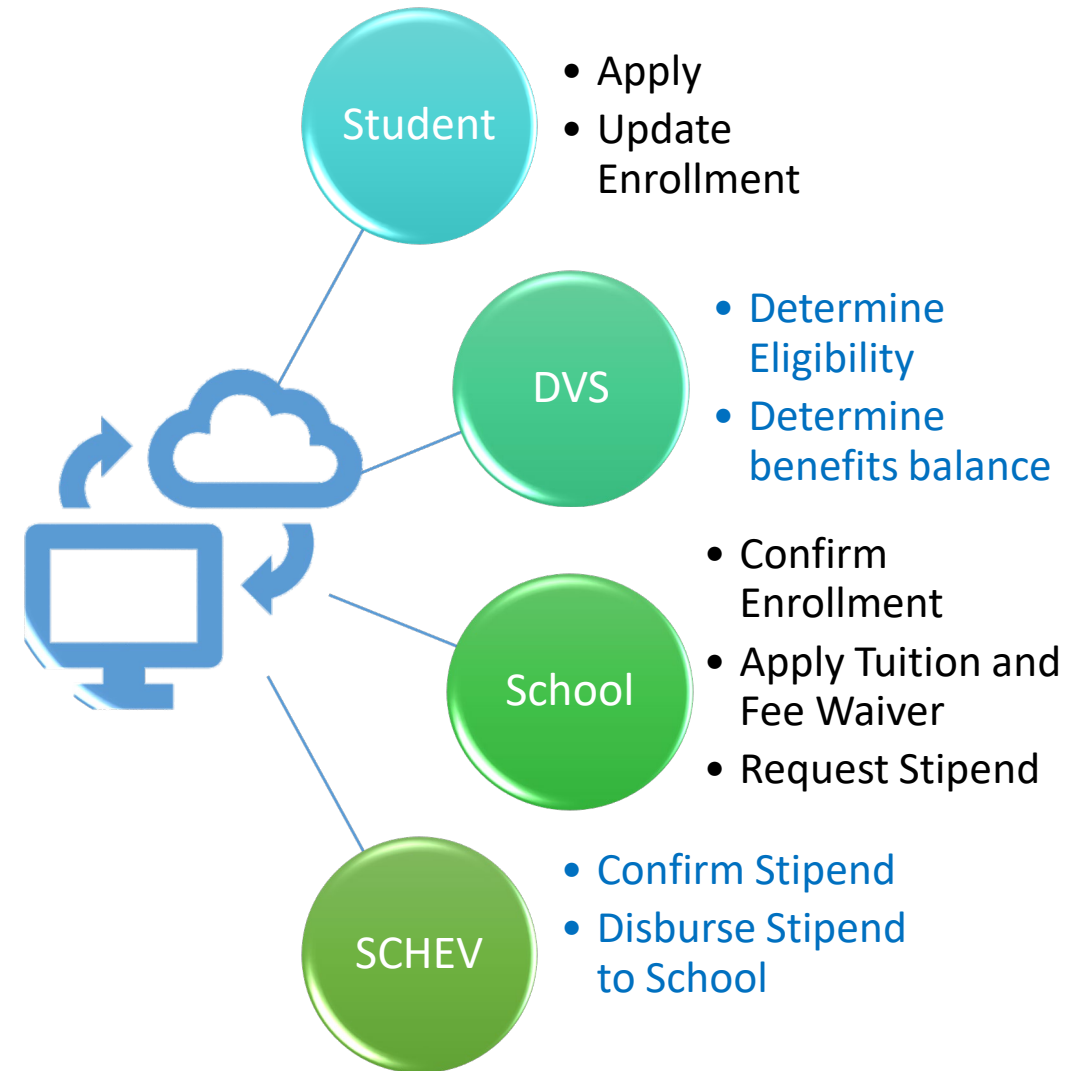 Student
• Apply
• Update
Enrollment
DVS
• Determine
Eligibility
• Determine
benefits balance
School
• Confirm
Enrollment
• Apply Tuition and
Fee Waiver
• Request Stipend
SCHEV
• Confirm Stipend
• Disburse Stipend
to School